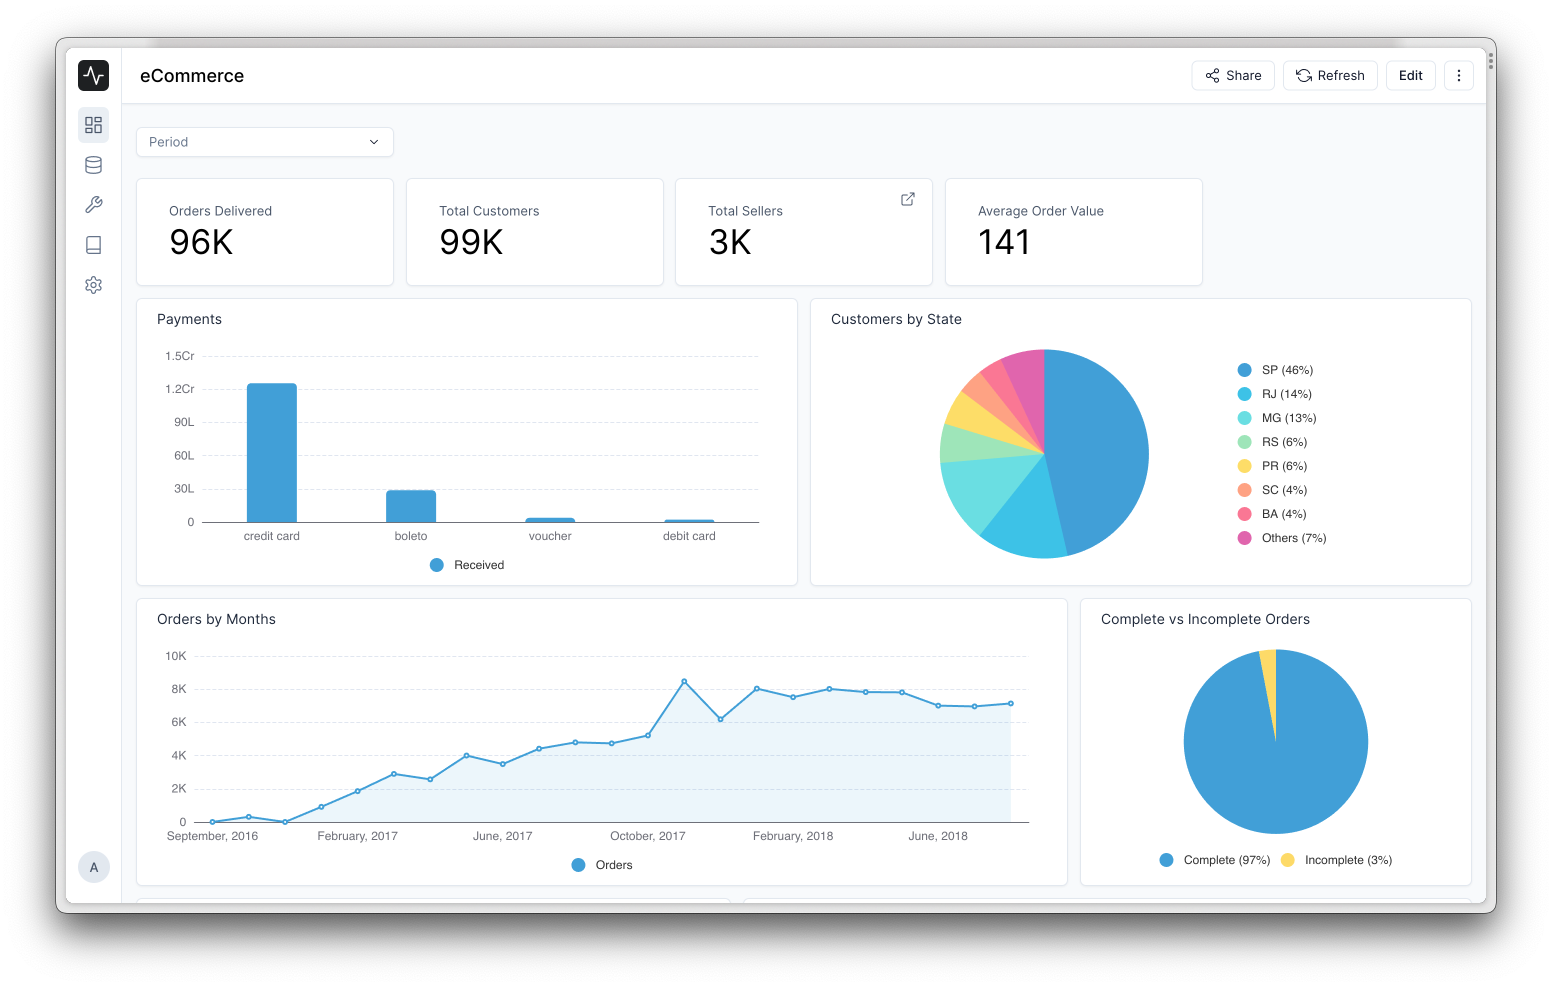 eCommerce
Share
Refresh
Edit
Period
Orders Delivered
96K
Total Customers
99K
Total Sellers
3K
Average Order Value
141
Payments
1.5Cr
1.2Cr
90L
60L
30L
0
credit card
boleto
voucher
debit card
Received
Customers by State
SP (46%)
RJ (14%)
MG (13%)
RS (6%)
PR (6%)
SC (4%)
BA (4%)
Others (7%)
Orders by Months
10K
8K
6K
4K
2K
0
September, 2016
February, 2017
June, 2017
October, 2017
February, 2018
June, 2018
Orders
Complete vs Incomplete Orders
Complete (97%)
Incomplete (3%)
A